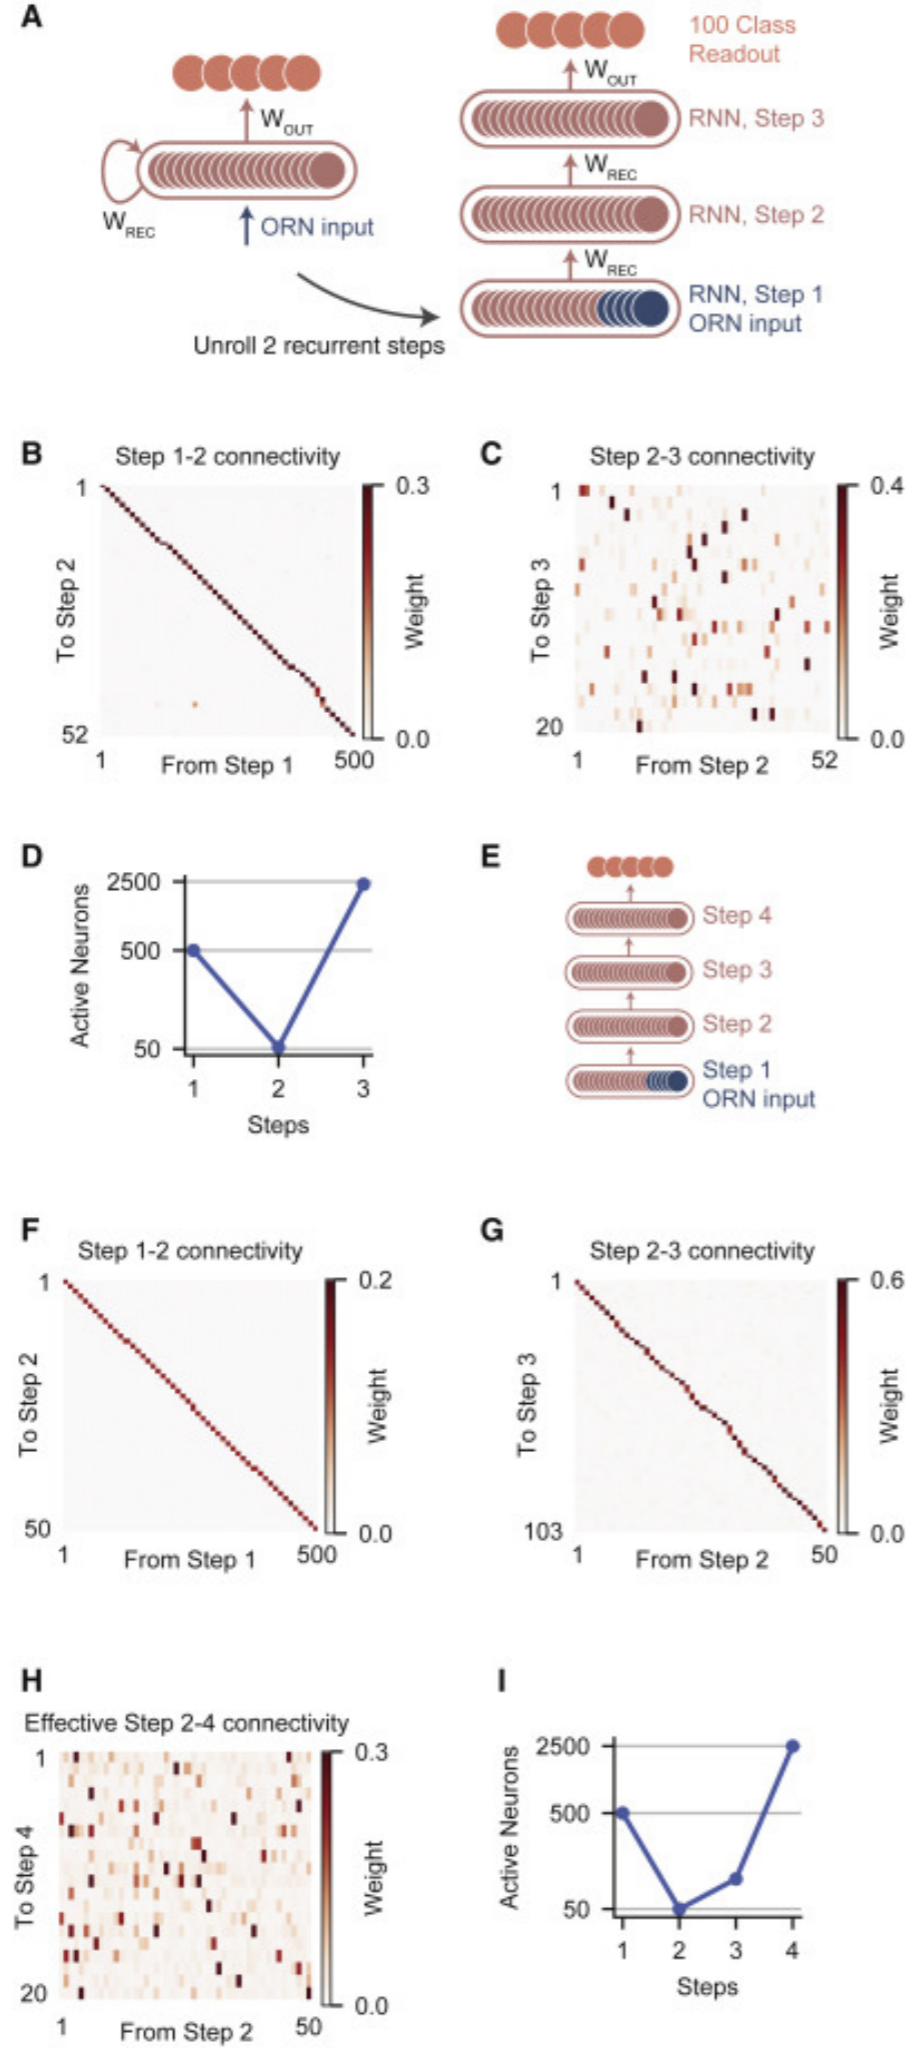 A
100 Class
Readout
W_OUT
W_OUT
RNN, Step 3
W_REC
RNN, Step 2
W_REC
ORN input
W_REC
RNN, Step 1
ORN input
Unroll 2 recurrent steps
B
Step 1-2 connectivity
1
To Step 2
52
1
From Step 1
500
0.3
Weight
0.0
C
Step 2-3 connectivity
1
To Step 3
20
1
From Step 2
52
0.4
Weight
0.0
D
Active Neurons
2500
500
50
1
2
3
Steps
E
Step 4
Step 3
Step 2
Step 1
ORN input
F
Step 1-2 connectivity
1
To Step 2
50
1
From Step 1
500
0.2
Weight
0.0
G
Step 2-3 connectivity
1
To Step 3
103
1
From Step 2
50
0.6
Weight
0.0
H
Effective Step 2-4 connectivity
1
To Step 4
20
1
From Step 2
50
0.3
Weight
0.0
I
Active Neurons
2500
500
50
1
2
3
4
Steps